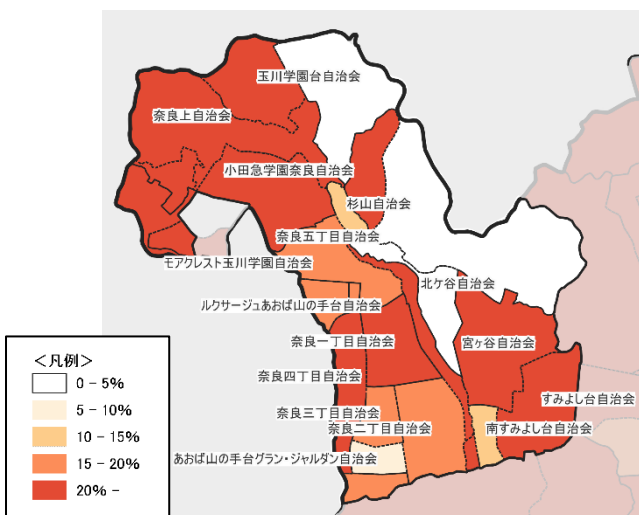 玉川学園台自治会
奈良上自治会
小田急学園奈良自治会
杉山自治会
奈良五丁目自治会
モアクレスト玉川学園自治会
北ケ谷自治会
ルクサージュあおば山の手台自治会
奈良一丁目自治会
宮ヶ谷自治会
奈良四丁目自治会
すみよし台自治会
奈良三丁目自治会
奈良二丁目自治会
南すみよし台自治会
あおば山の手台グラン・ジャルダン自治会
＜凡例＞
0 – 5%
5 – 10%
10 – 15%
15 – 20%
20% –